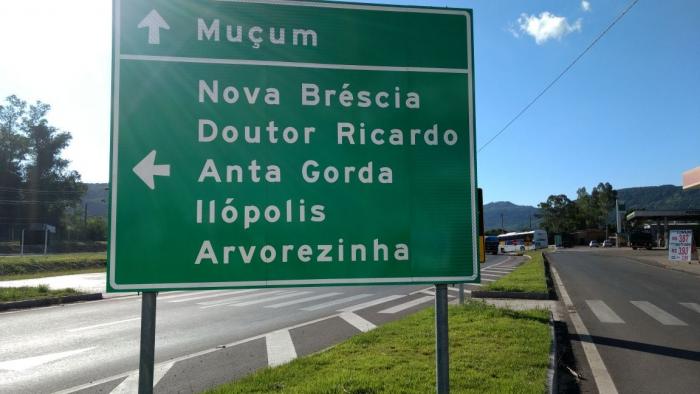 Muçum
Nova Bréscia
Doutor Ricardo
Anta Gorda
Ilópolis
Arvorezinha